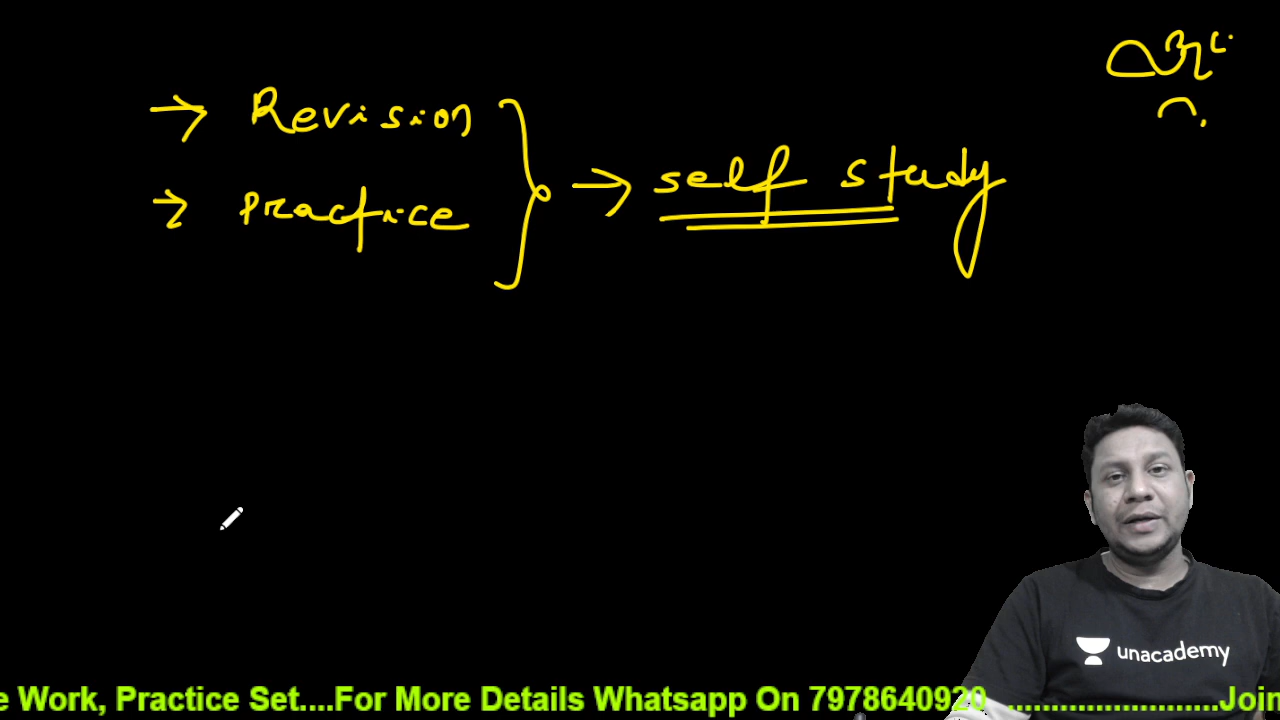 → Revision
→ Practice
→ self study
unacademy
e Work, Practice Set....For More Details Whatsapp On 7978640920 ........................Join